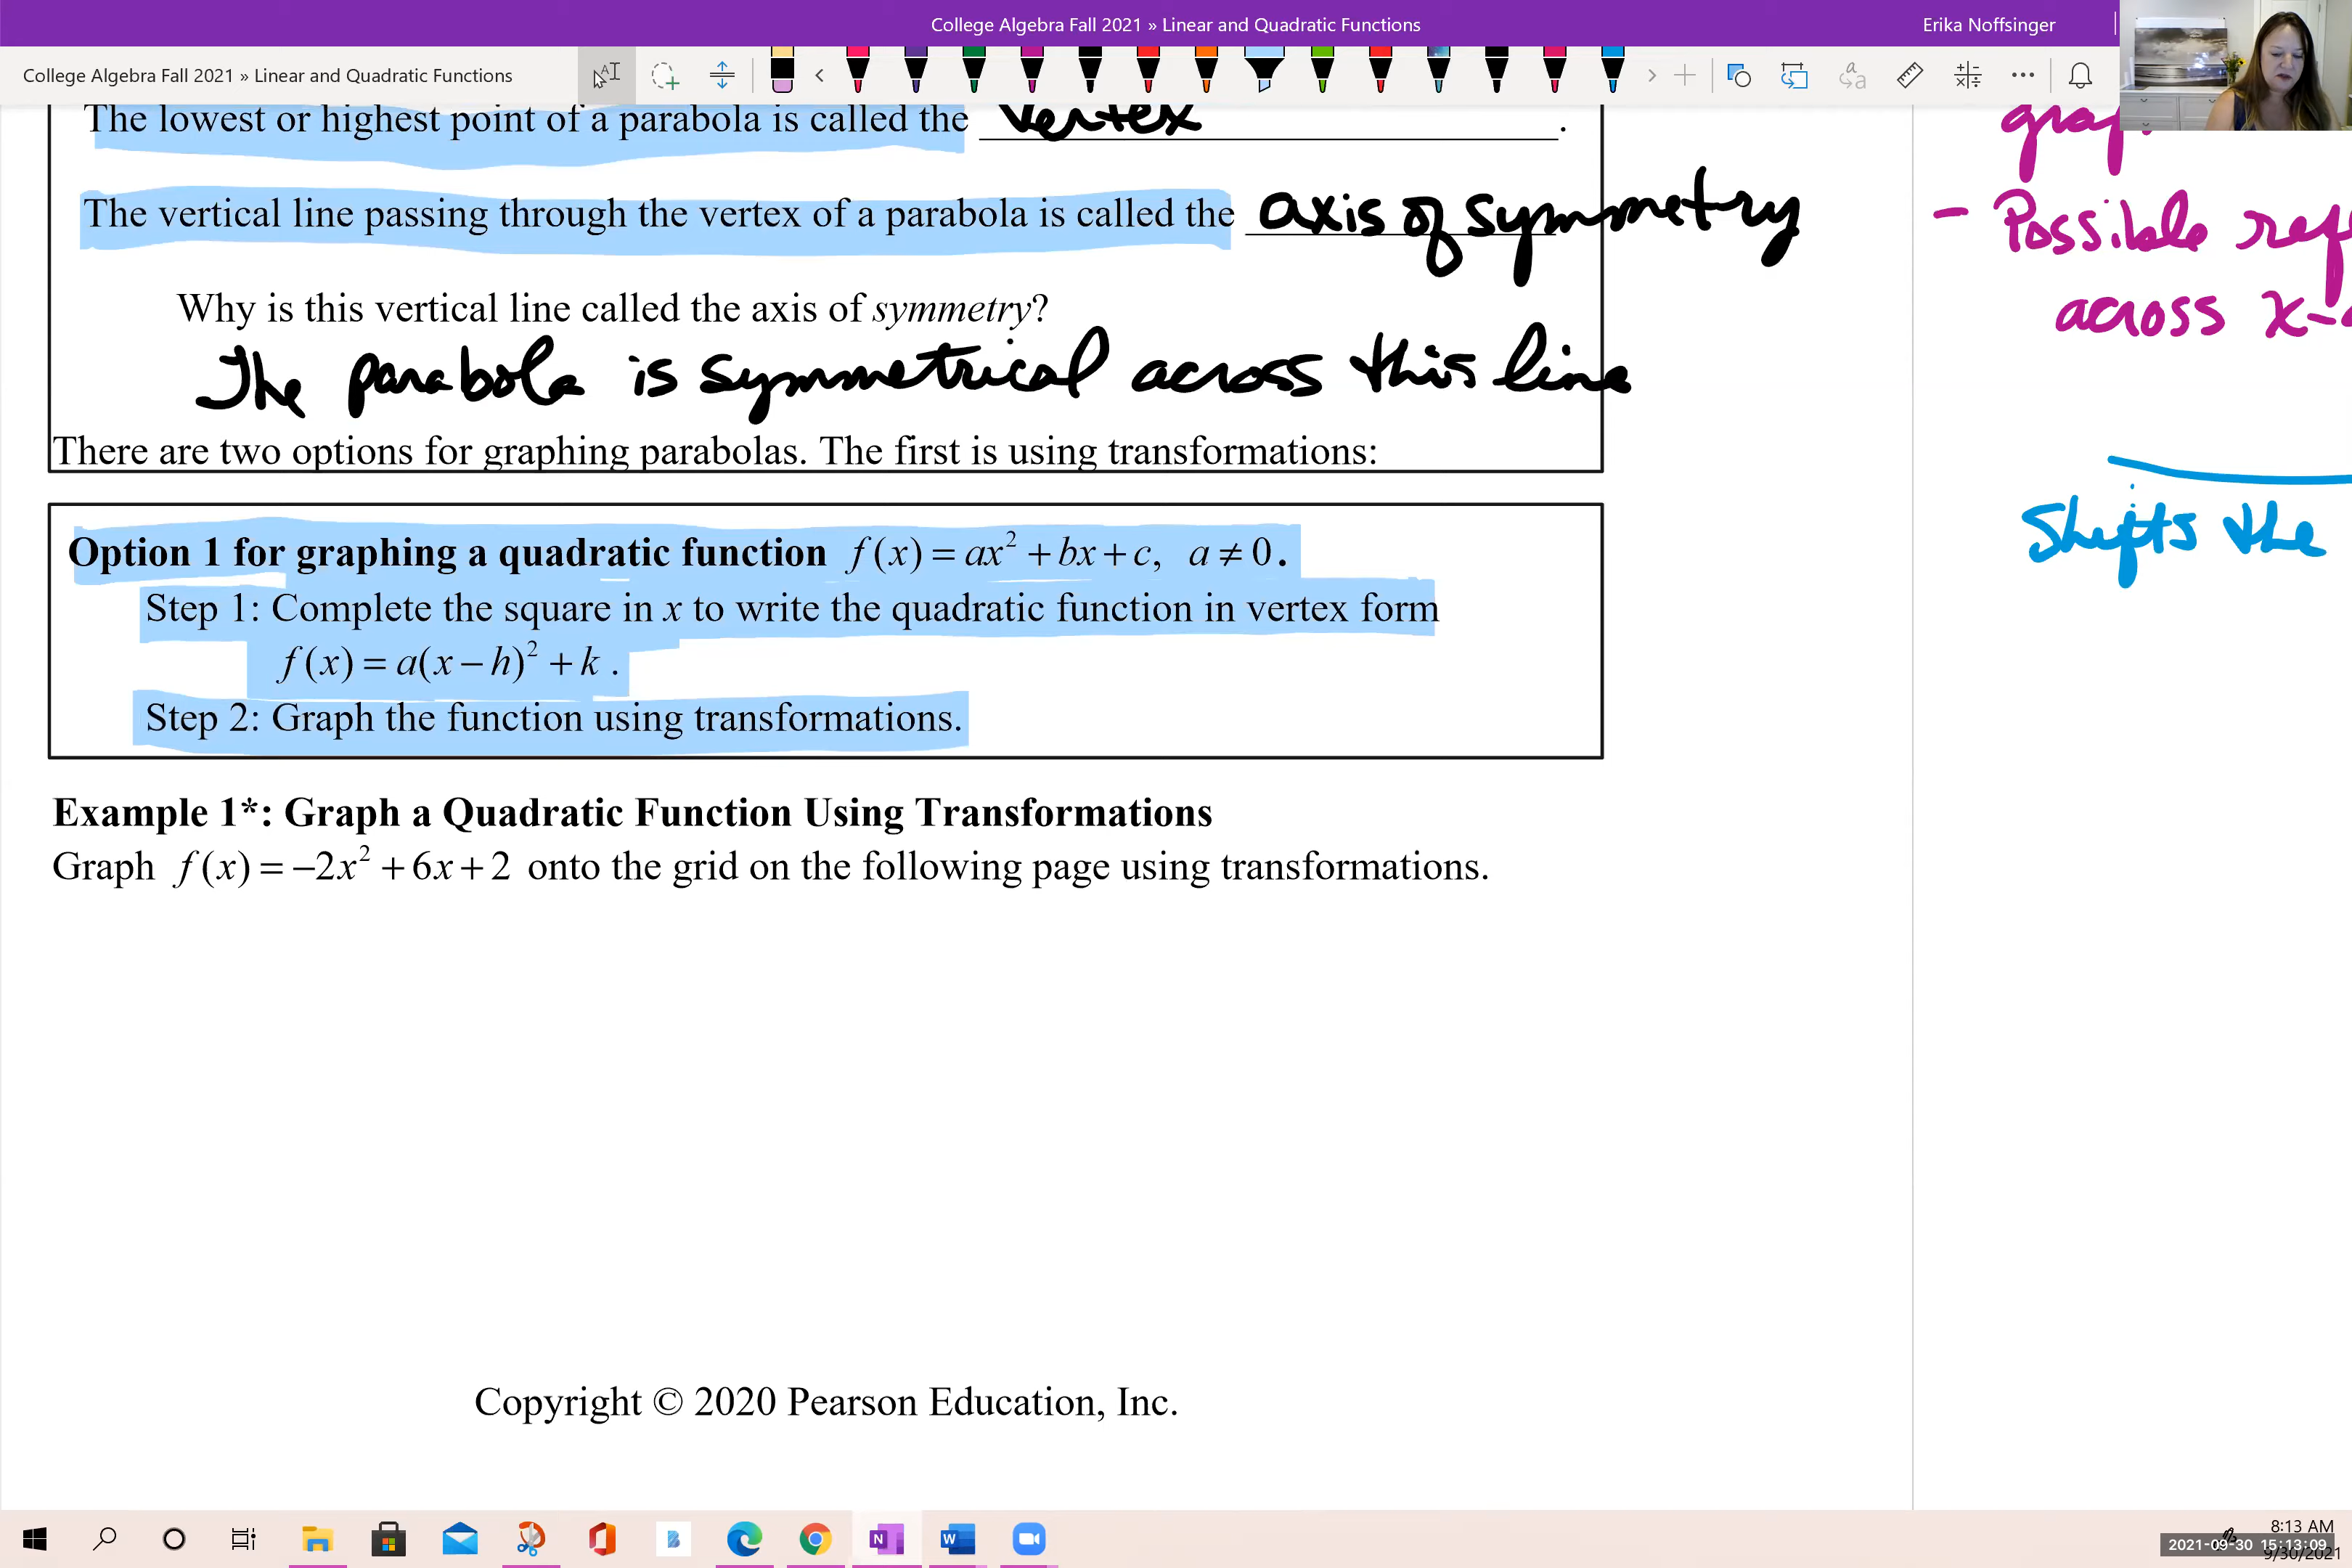 College Algebra Fall 2021 » Linear and Quadratic Functions
Erika Noffsinger
College Algebra Fall 2021 » Linear and Quadratic Functions
The lowest or highest point of a parabola is called the vertex.
The vertical line passing through the vertex of a parabola is called the axis of symmetry
Why is this vertical line called the axis of symmetry?
The parabola is symmetrical across this line
There are two options for graphing parabolas. The first is using transformations:
Option 1 for graphing a quadratic function f(x) = ax² + bx + c, a ≠ 0.
Step 1: Complete the square in x to write the quadratic function in vertex form
f(x) = a(x − h)² + k .
Step 2: Graph the function using transformations.
Example 1*: Graph a Quadratic Function Using Transformations
Graph f(x) = −2x² + 6x + 2 onto the grid on the following page using transformations.
Copyright © 2020 Pearson Education, Inc.
- Possible
across x-
Shifts the
8:13 AM
2021-09-30 15:13:09
9/30/2021